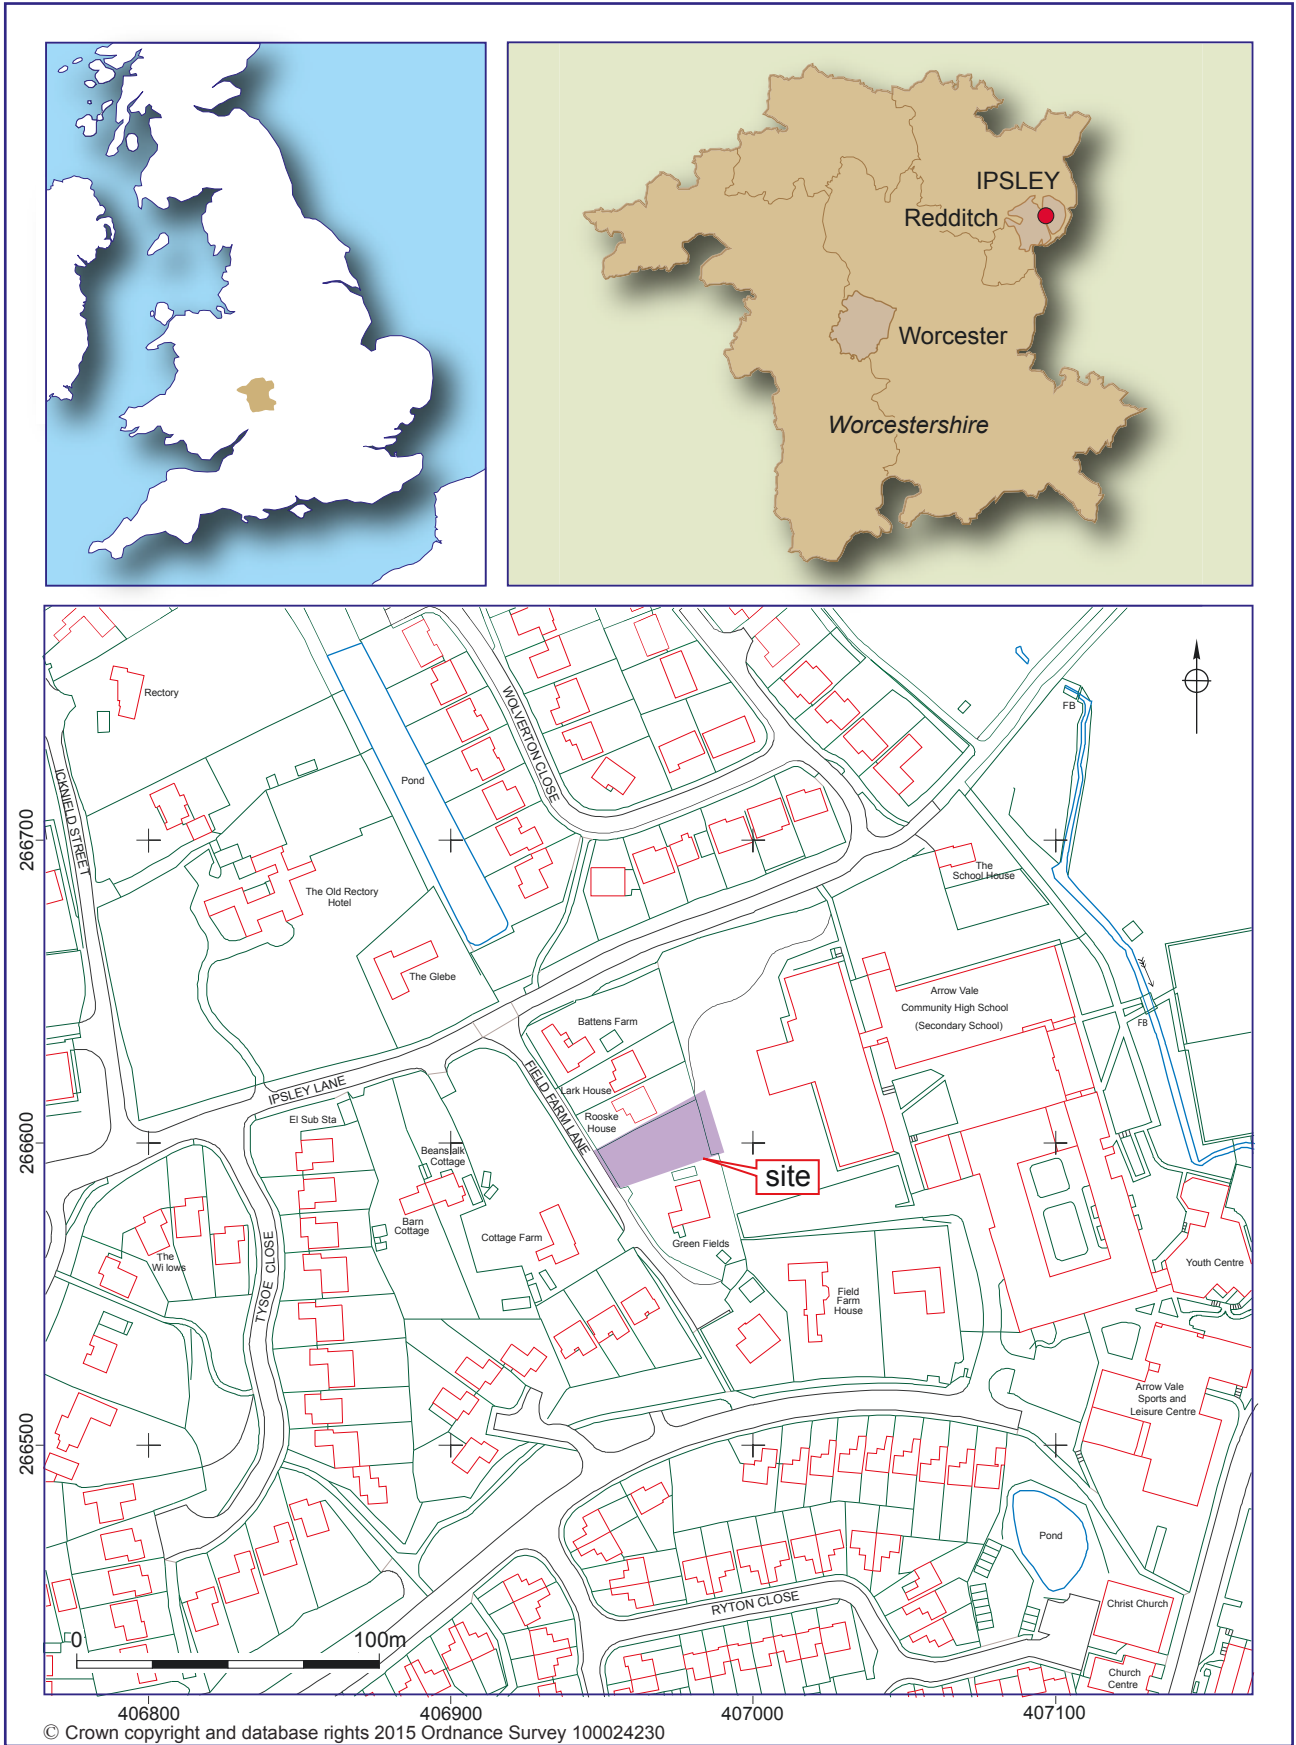 IPSLEY
Redditch
Worcester
Worcestershire
Rectory
WOLVERTON CLOSE
FB
Pond
ICKNIELD STREET
266700
The
School House
The Old Rectory
Hotel
The Glebe
Arrow Vale
Community High School
(Secondary School)
Battens Farm
FB
FIELD FARM LANE
IPSLEY LANE
Lark House
El Sub Sta
Rooske
House
266600
Beanstalk
Cottage
site
Barn
Cottage
Cottage Farm
Green Fields
The
Wi lows
TYSOE CLOSE
Youth Centre
Field
Farm
House
Arrow Vale
Sports and
Leisure Centre
266500
Pond
RYTON CLOSE
Christ Church
0
100m
Church
Centre
406800
406900
407000
407100
© Crown copyright and database rights 2015 Ordnance Survey 100024230